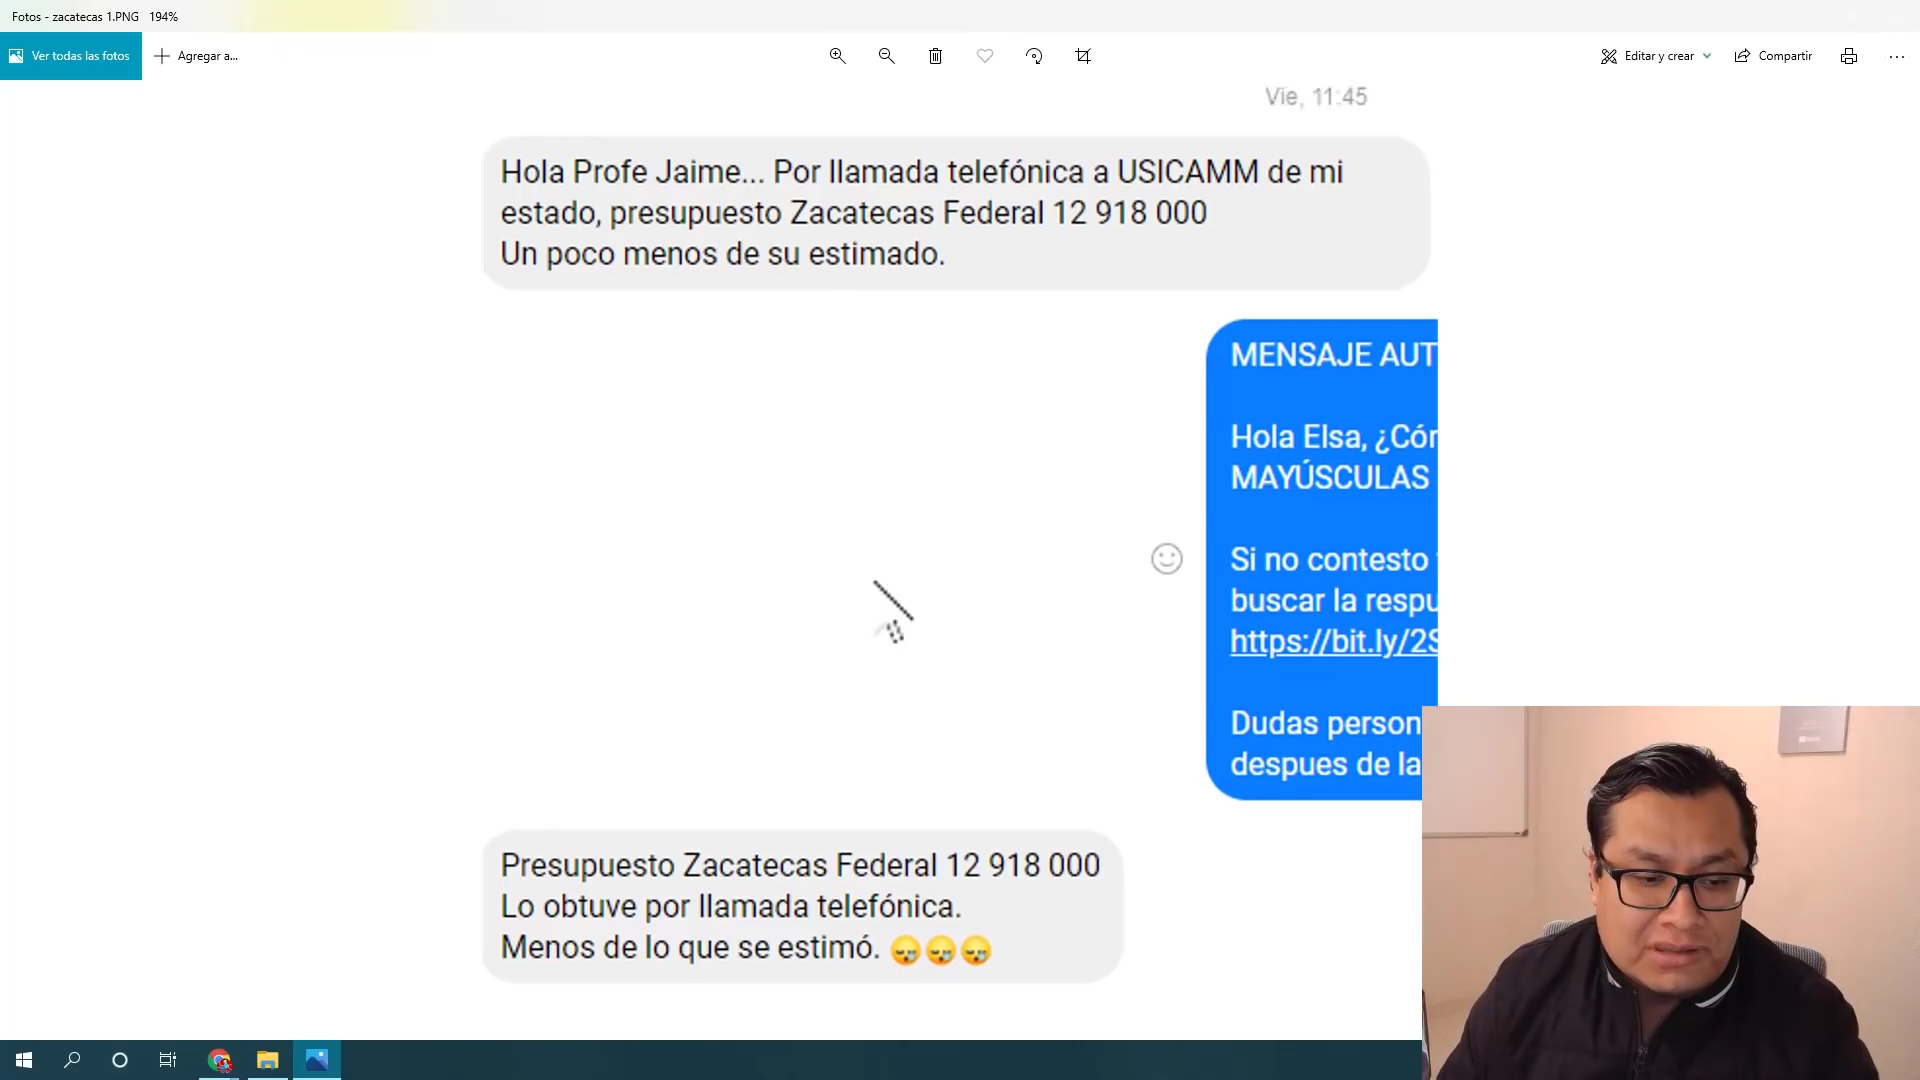 Fotos - zacatecas 1.PNG 194%
Ver todas las fotos
Agregar a...
Editar y crear
Compartir
Vie, 11:45
Hola Profe Jaime... Por llamada telefónica a USICAMM de mi
estado, presupuesto Zacatecas Federal 12 918 000
Un poco menos de su estimado.
MENSAJE AUT
Hola Elsa, ¿Cór
MAYÚSCULAS
Si no contesto
buscar la respu
https://bit.ly/2S
Dudas person
despues de la
Presupuesto Zacatecas Federal 12 918 000
Lo obtuve por llamada telefónica.
Menos de lo que se estimó. 😪😪😪